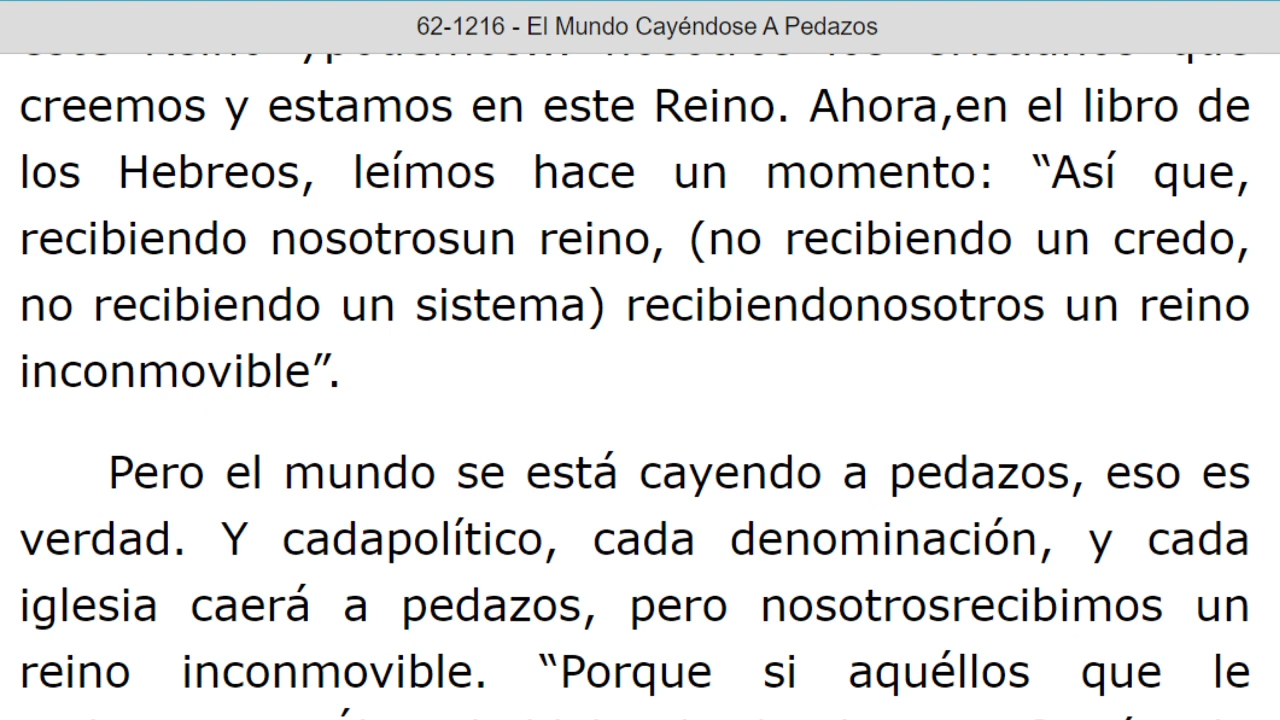 62-1216 - El Mundo Cayéndose A Pedazos
creemos y estamos en este Reino. Ahora,en el libro de
los Hebreos, leímos hace un momento: “Así que,
recibiendo nosotrosun reino, (no recibiendo un credo,
no recibiendo un sistema) recibiendonosotros un reino
inconmovible”.
Pero el mundo se está cayendo a pedazos, eso es
verdad. Y cadapolítico, cada denominación, y cada
iglesia caerá a pedazos, pero nosotrosrecibimos un
reino inconmovible. “Porque si aquéllos que le